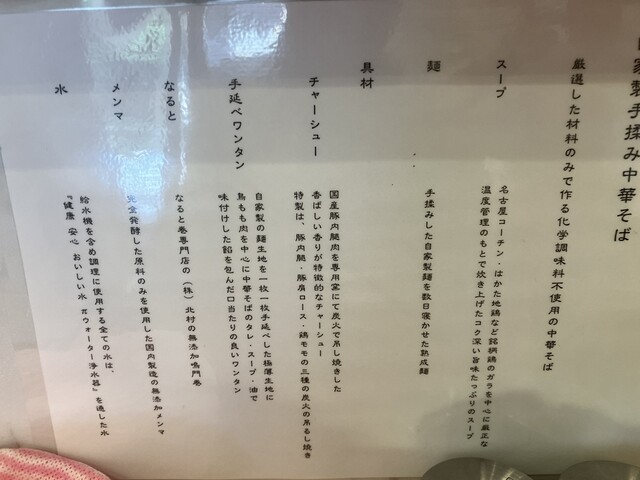 自家製手揉み中華そば
厳選した材料のみで作る化学調味料不使用の中華そば
スープ
名古屋コーチン・はかた地鶏など銘柄鶏のガラを中心に厳正な
温度管理のもとで炊き上げたコク深い旨味たっぷりのスープ
麺
手揉みした自家製麺を数日寝かせた熟成麺
具材
チャーシュー
国産豚内腿肉を専用窯にて炭火で吊し焼きした
香ばしい香りが特徴的なチャーシュー
特製は、豚内腿・豚肩ロース・鶏モモの三種の炭火の吊るし焼き
手延べワンタン
自家製の麺生地を一枚一枚手延べした極薄生地に
鳥もも肉を中心に中華そばのタレ・スープ・油で
味付けした餡を包んだ口当たりの良いワンタン
なると
なると巻専門店の(株)北村の無添加鳴門巻
メンマ
完全発酵した原料のみを使用した国内製造の無添加メンマ
水
給水機を含め調理に使用する全ての水は、
『健康 安心 おいしい水 πウォーター浄水器』を通した水